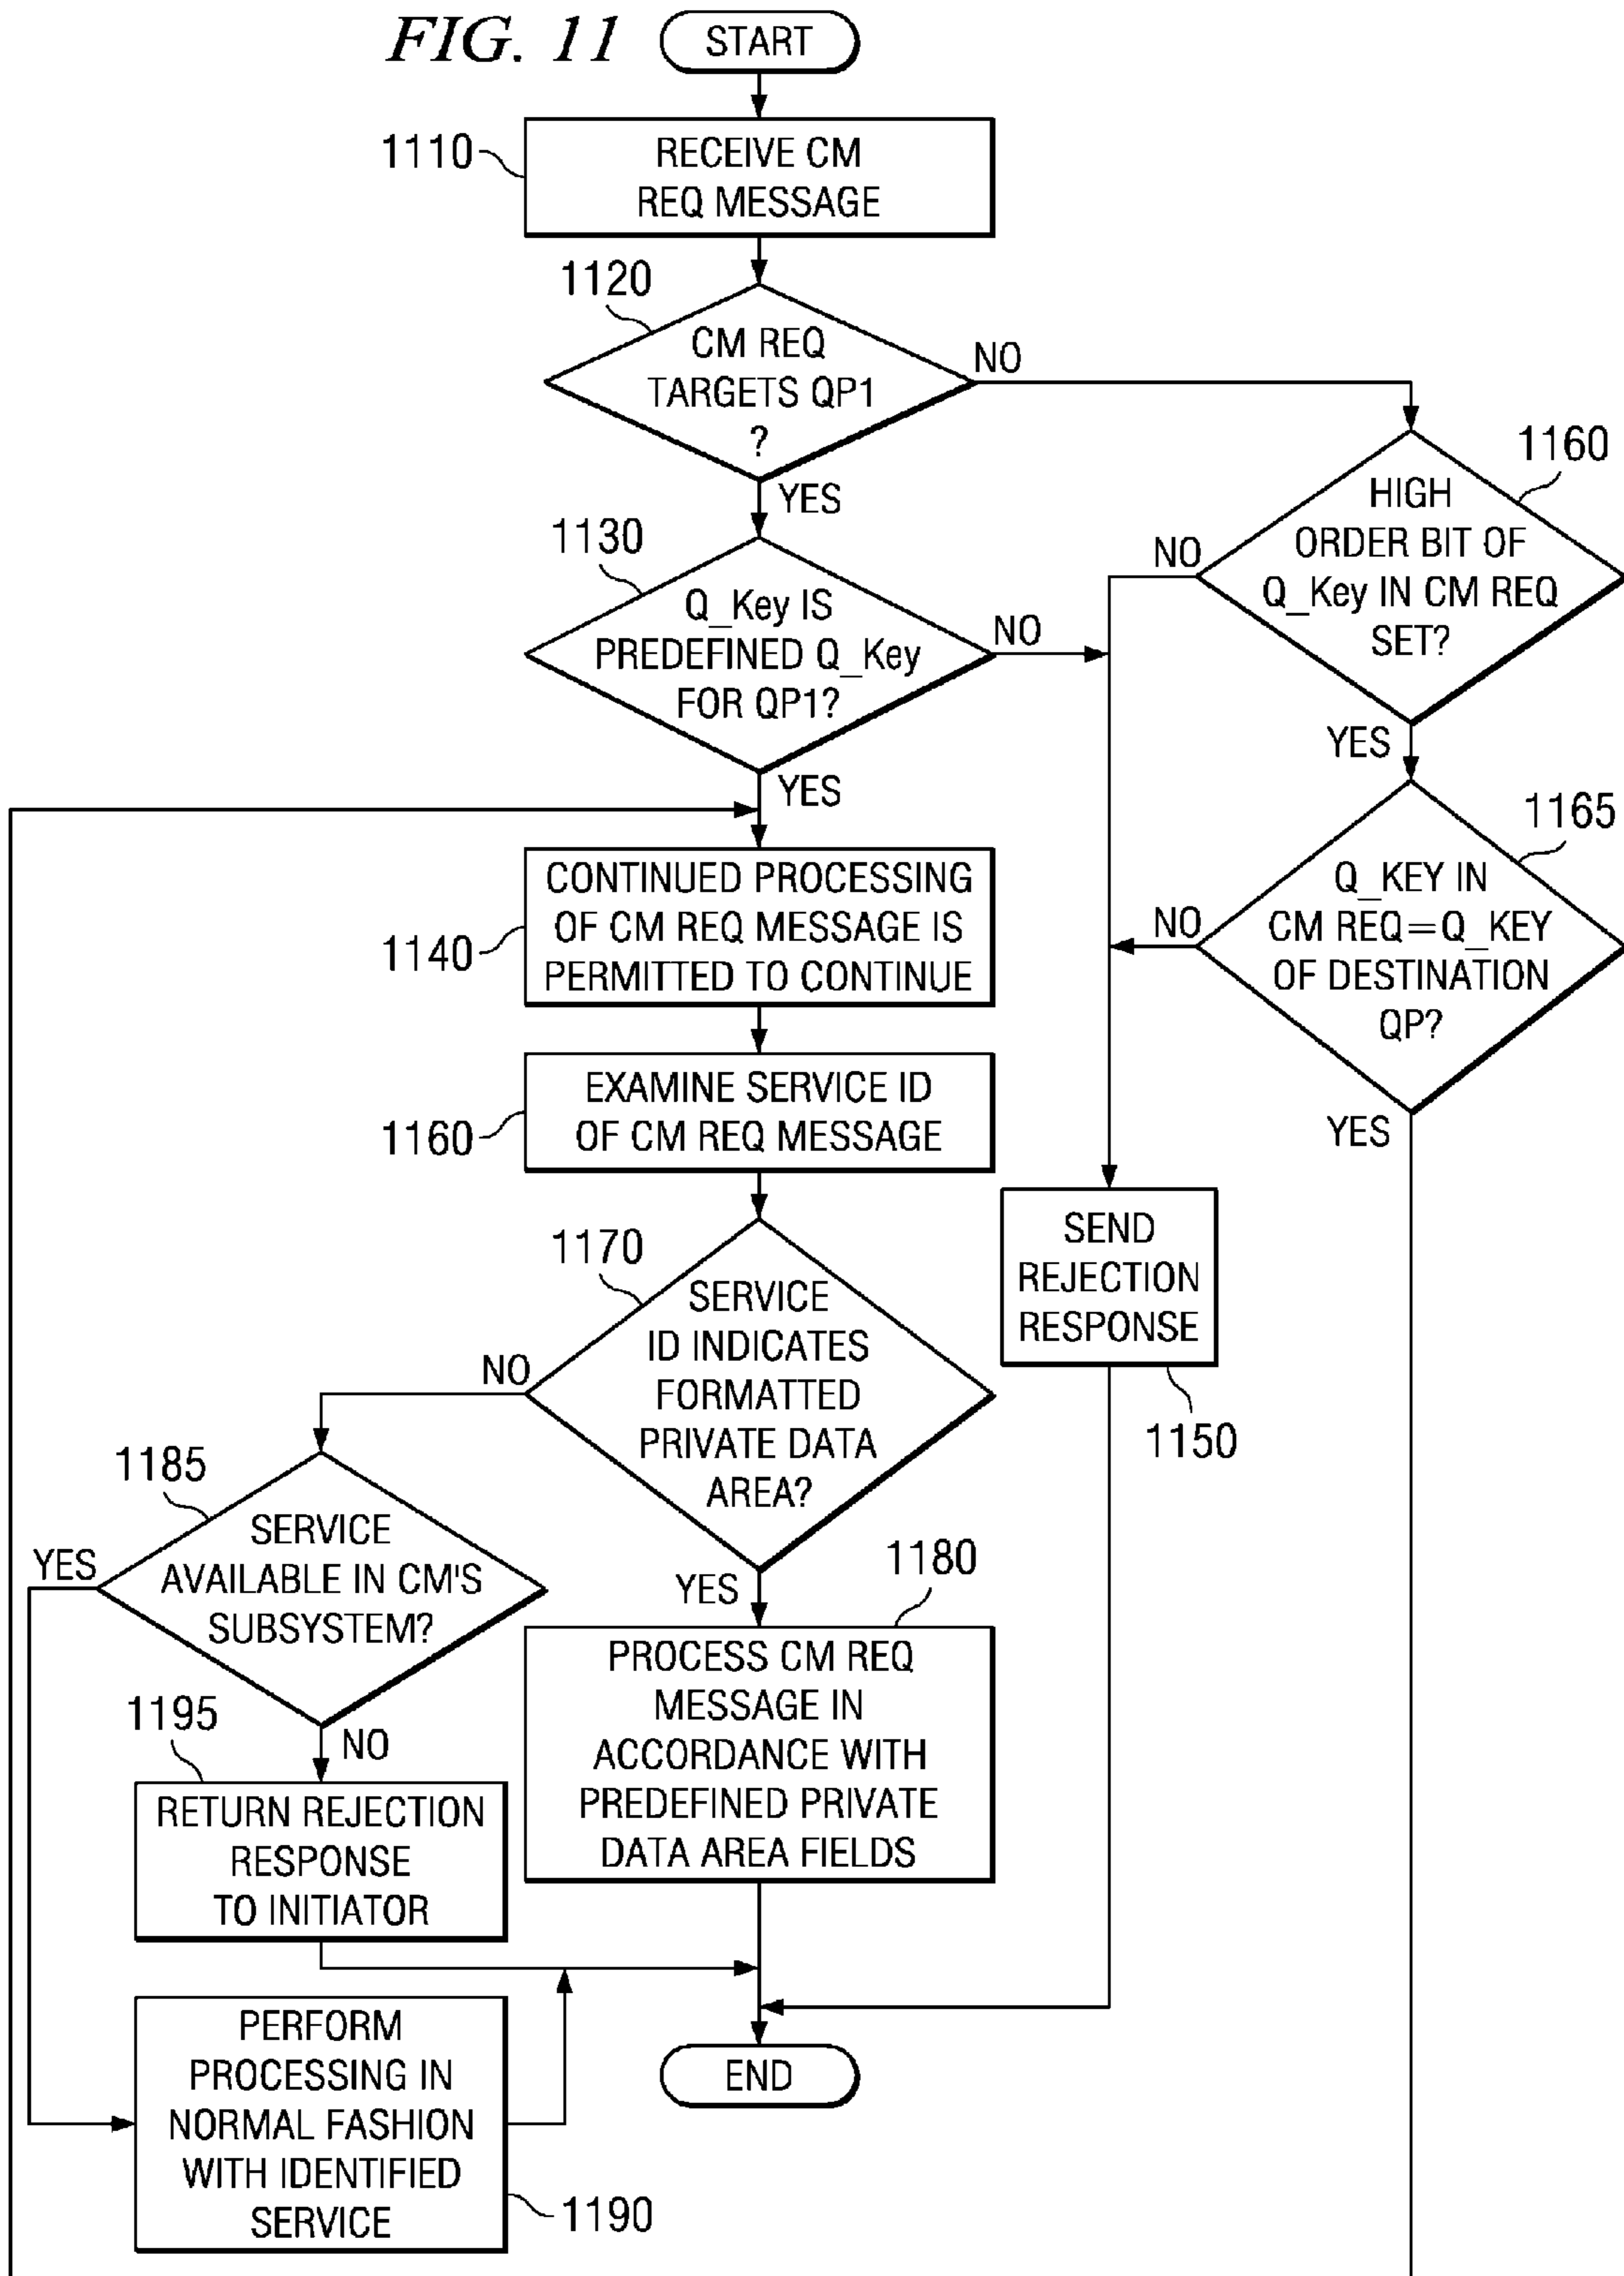 FIG. 11
START
1110
RECEIVE CM
REQ MESSAGE
1120
CM REQ
TARGETS QP1
?
NO
YES
1160
HIGH
ORDER BIT OF
Q_Key IN CM REQ
SET?
NO
YES
1130
Q_Key IS
PREDEFINED Q_Key
FOR QP1?
NO
YES
1165
Q_KEY IN
CM REQ=Q_KEY
OF DESTINATION
QP?
NO
YES
1140
CONTINUED PROCESSING
OF CM REQ MESSAGE IS
PERMITTED TO CONTINUE
1160
EXAMINE SERVICE ID
OF CM REQ MESSAGE
SEND
REJECTION
RESPONSE
1150
1170
SERVICE
ID INDICATES
FORMATTED
PRIVATE DATA
AREA?
NO
YES
1185
SERVICE
AVAILABLE IN CM'S
SUBSYSTEM?
YES
NO
1180
PROCESS CM REQ
MESSAGE IN
ACCORDANCE WITH
PREDEFINED PRIVATE
DATA AREA FIELDS
1195
RETURN REJECTION
RESPONSE
TO INITIATOR
PERFORM
PROCESSING IN
NORMAL FASHION
WITH IDENTIFIED
SERVICE
1190
END